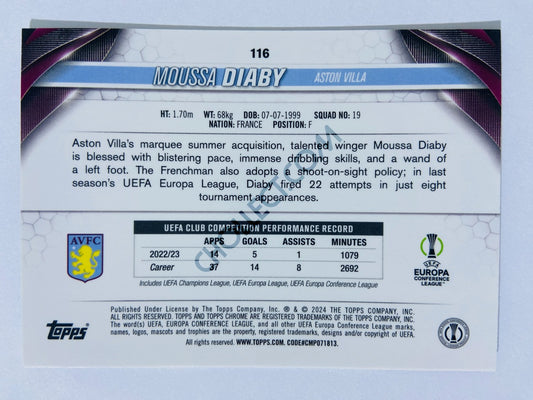 116
MOUSSA DIABY ASTON VILLA
HT: 1.70m WT: 68kg DOB: 07-07-1999 SQUAD NO: 19
NATION: FRANCE POSITION: F
Aston Villa's marquee summer acquisition, talented winger Moussa Diaby
is blessed with blistering pace, immense dribbling skills, and a wand of
a left foot. The Frenchman also adopts a shoot-on-sight policy; in last
season's UEFA Europa League, Diaby fired 22 attempts in just eight
tournament appearances.
UEFA CLUB COMPETITION PERFORMANCE RECORD
APPS GOALS ASSISTS MINUTES
2022/23 14 5 1 1079
Career 37 14 8 2692
Includes UEFA Champions League, UEFA Europa League, UEFA Europa Conference League
AVFC
UEFA
EUROPA
CONFERENCE
LEAGUE
CHOLLECT.COM
Topps
Published Under License by The Topps Company, Inc. ® & © 2024 THE TOPPS COMPANY, INC.
ALL RIGHTS RESERVED. TOPPS AND TOPPS CHROME ARE REGISTERED TRADEMARKS OF THE TOPPS COMPANY, INC.
The word(s) UEFA, EUROPA CONFERENCE LEAGUE, and all other UEFA Europa Conference League marks,
names, logos, mascots and trophies are the property, registered trademarks, designs and/or copyright of UEFA.
All rights reserved. WWW.TOPPS.COM. CODE#CMP071813.